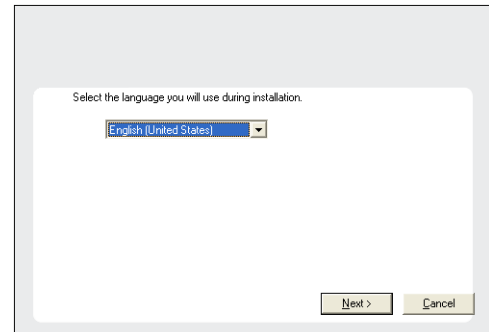 Select the language you will use during installation.
English (United States)
Next >
Cancel